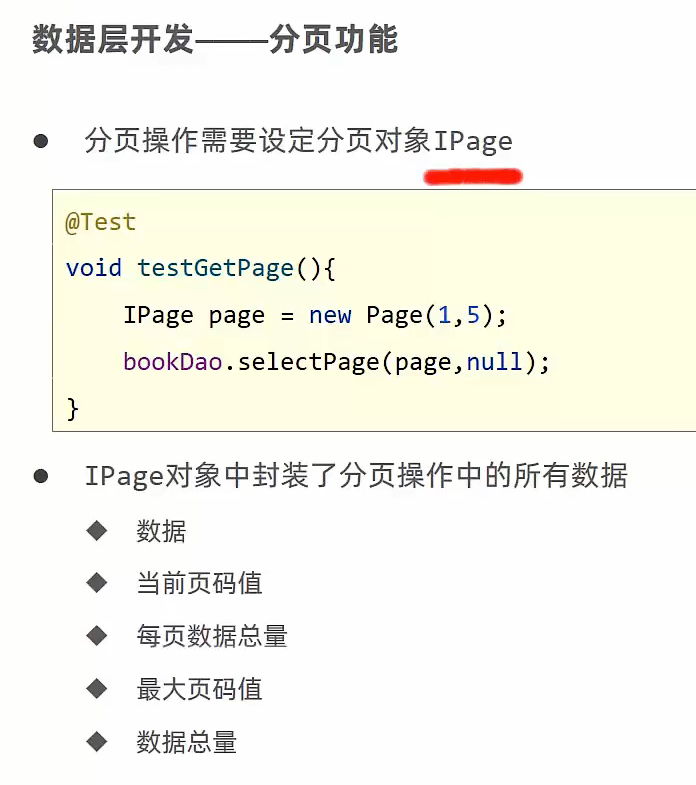 数据层开发————分页功能
● 分页操作需要设定分页对象IPage
@Test
void testGetPage(){
    IPage page = new Page(1,5);
    bookDao.selectPage(page,null);
}
● IPage对象中封装了分页操作中的所有数据
◆ 数据
◆ 当前页码值
◆ 每页数据总量
◆ 最大页码值
◆ 数据总量